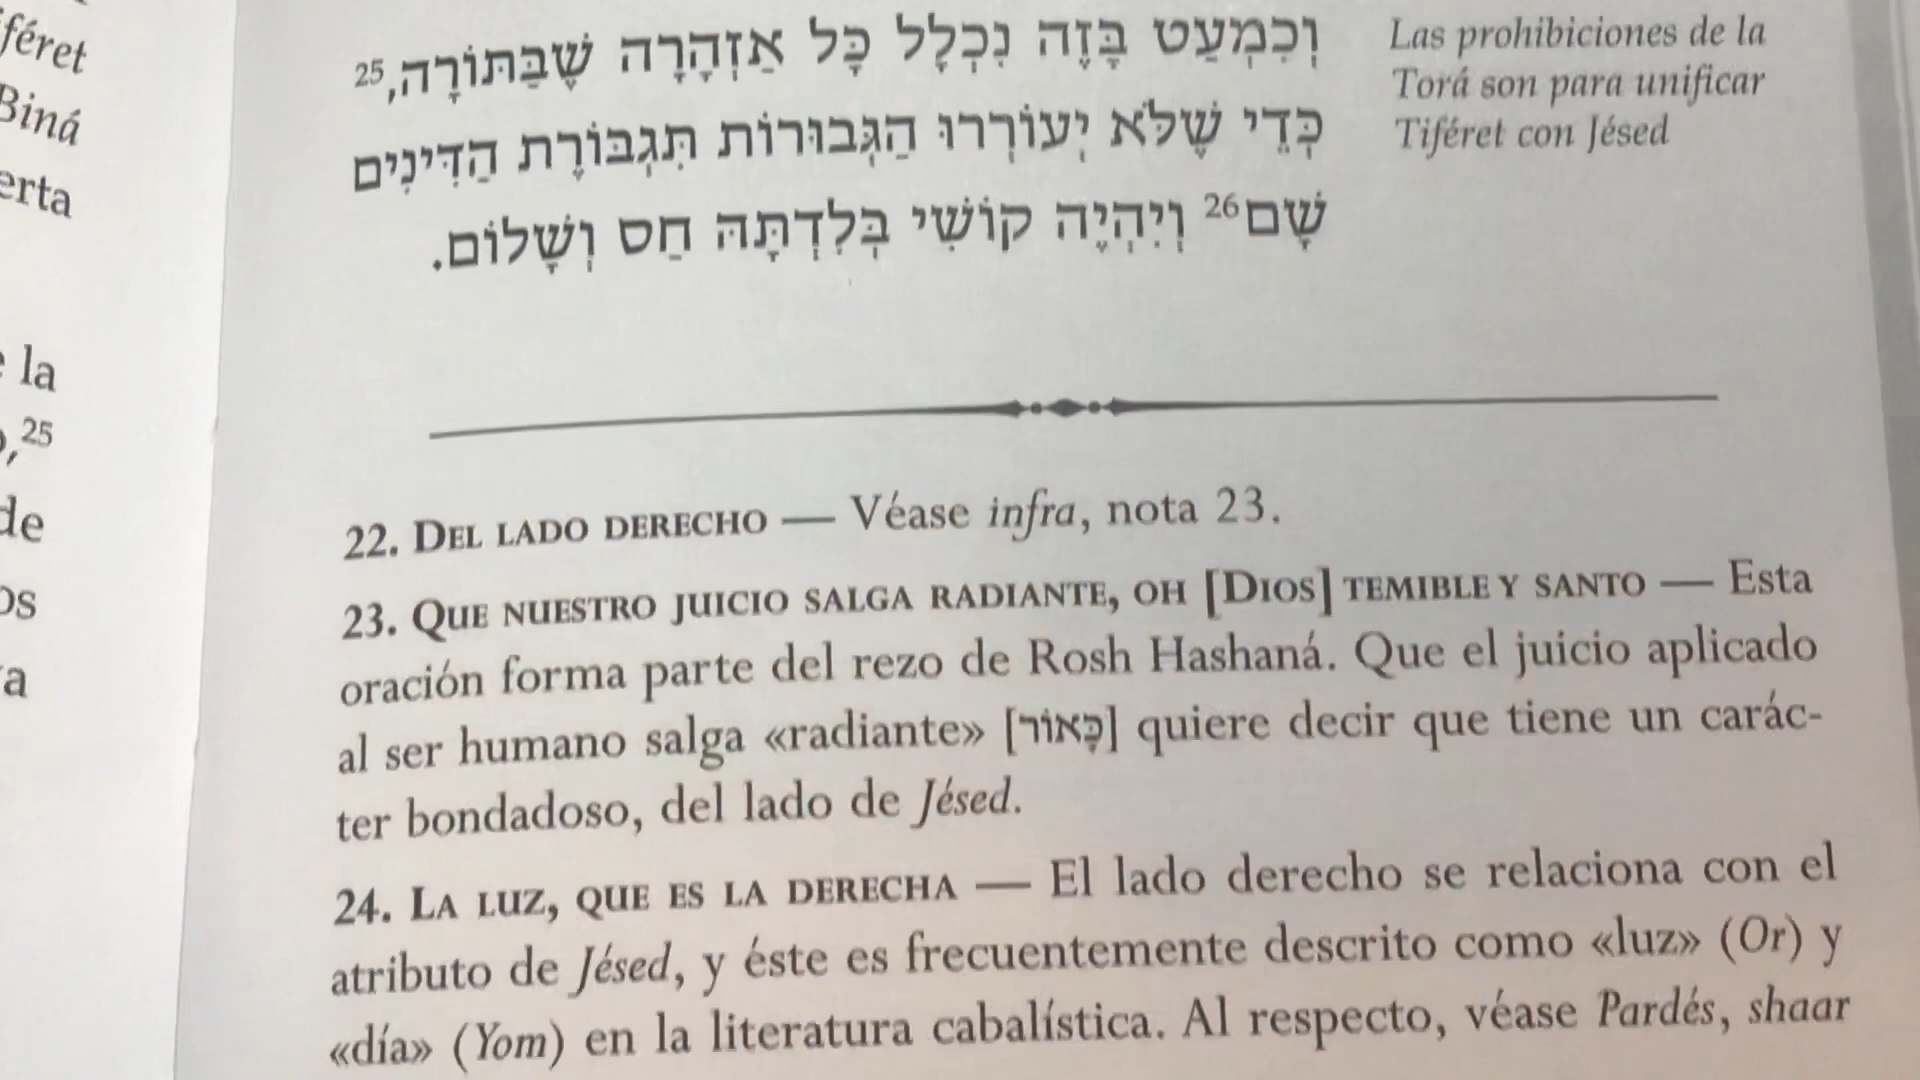 féret
Biná
erta
la
,25
de
os
a
וְכִמְעַט בָּזֶה נִכְלָל כָּל אַזְהָרָה שֶׁבַּתּוֹרָה,25
כְּדֵי שֶׁלֹּא יְעוֹרְרוּ הַגְּבוּרוֹת תִּגְבּוֹרֶת הַדִּינִים
שָׁם26 וְיִהְיֶה קוֹשִׁי בְּלִדְתָּהּ חַס וְשָׁלוֹם.
Las prohibiciones de la
Torá son para unificar
Tiféret con Jésed
22. Del lado derecho — Véase infra, nota 23.
23. Que nuestro juicio salga radiante, oh [Dios] temible y santo — Esta
oración forma parte del rezo de Rosh Hashaná. Que el juicio aplicado
al ser humano salga «radiante» [כָּאוֹר] quiere decir que tiene un carác-
ter bondadoso, del lado de Jésed.
24. La luz, que es la derecha — El lado derecho se relaciona con el
atributo de Jésed, y éste es frecuentemente descrito como «luz» (Or) y
«día» (Yom) en la literatura cabalística. Al respecto, véase Pardés, shaar